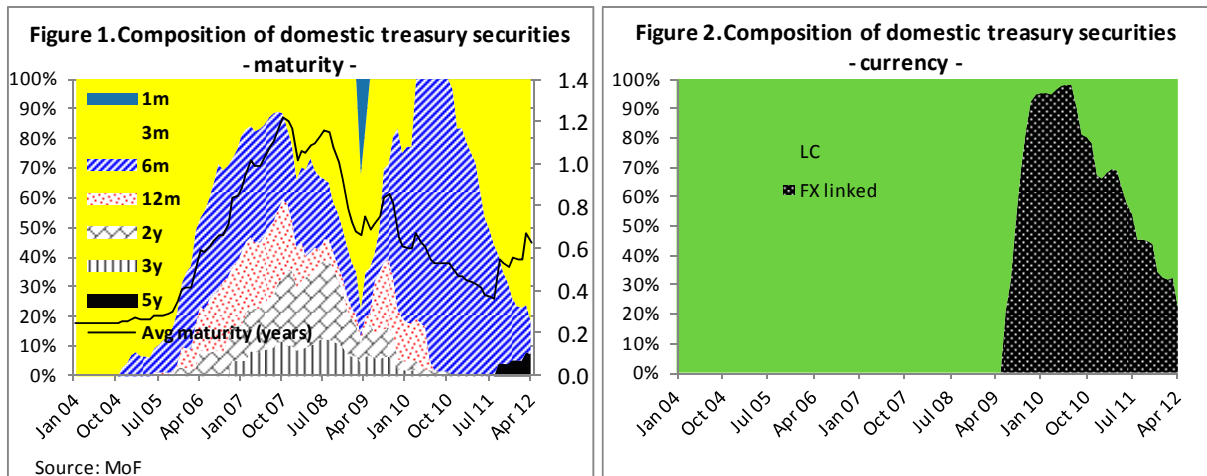 Figure 1.Composition of domestic treasury securities
- maturity -
100%
90%
80%
70%
60%
50%
40%
30%
20%
10%
0%
1m
3m
6m
12m
2y
3y
5y
Avg maturity (years)
1.4
1.2
1.0
0.8
0.6
0.4
0.2
0.0
Jan 04
Oct 04
Jul 05
Apr 06
Jan 07
Oct 07
Jul 08
Apr 09
Jan 10
Oct 10
Jul 11
Apr 12
Source: MoF
Figure 2.Composition of domestic treasury securities
- currency -
100%
90%
80%
70%
60%
50%
40%
30%
20%
10%
0%
LC
FX linked
Jan 04
Oct 04
Jul 05
Apr 06
Jan 07
Oct 07
Jul 08
Apr 09
Jan 10
Oct 10
Jul 11
Apr 12